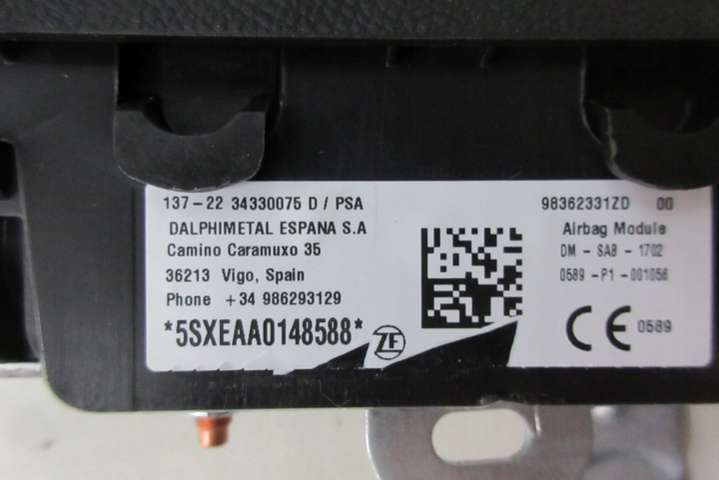 137-22 34330075 D / PSA
DALPHIMETAL ESPANA S.A
Camino Caramuxo 35
36213 Vigo, Spain
Phone +34 986293129
*5SXEAA0148588*
ZF
98362331ZD 00
Airbag Module
DM - SAB - 1702
0589 -P1 -001056
CE 0589